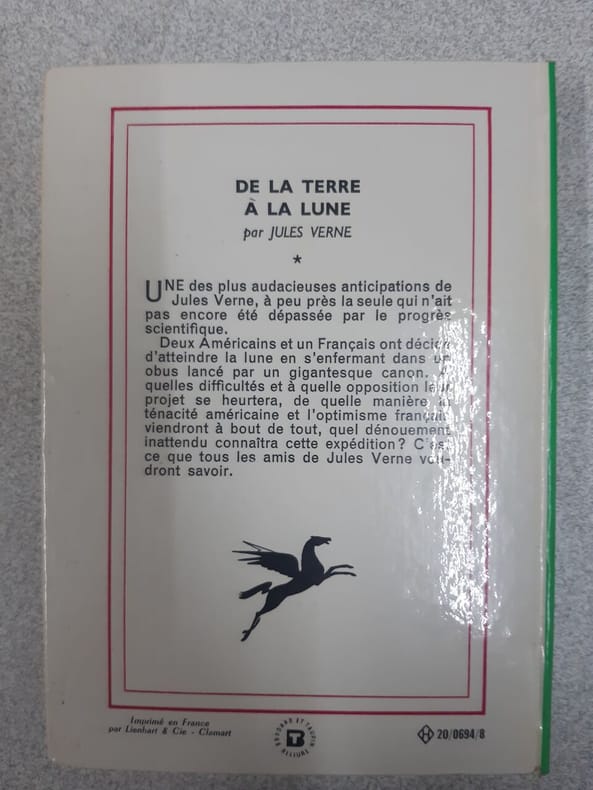 DE LA TERRE
À LA LUNE
par JULES VERNE
UNE des plus audacieuses anticipations de
Jules Verne, à peu près la seule qui n'ait
pas encore été dépassée par le progrès
scientifique.
Deux Américains et un Français ont décidé
d'atteindre la lune en s'enfermant dans un
obus lancé par un gigantesque canon. A
quelles difficultés et à quelle opposition leur
projet se heurtera, de quelle manière la
ténacité américaine et l'optimisme français
viendront à bout de tout, quel dénouement
inattendu connaîtra cette expédition? C'est
ce que tous les amis de Jules Verne vou-
dront savoir.
Imprimé en France
par Lienhart & Cie - Clamart
BRODARD ET TAUPIN
RELIURE
20/0694/8